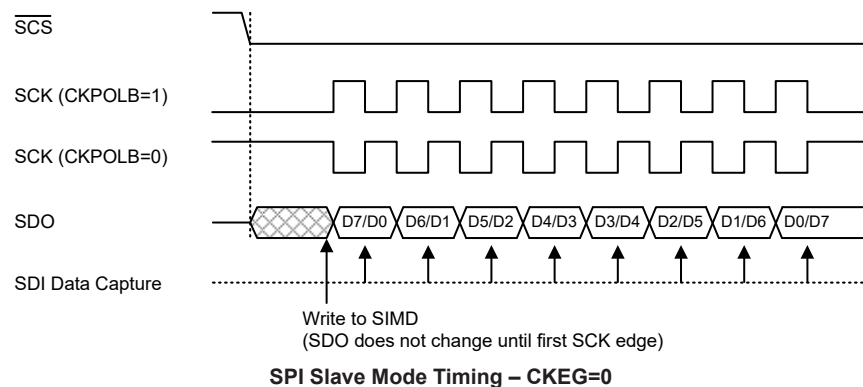 SCS
SCK (CKPOLB=1)
SCK (CKPOLB=0)
SDO
D7/D0 D6/D1 D5/D2 D4/D3 D3/D4 D2/D5 D1/D6 D0/D7
SDI Data Capture
Write to SIMD
(SDO does not change until first SCK edge)
SPI Slave Mode Timing – CKEG=0